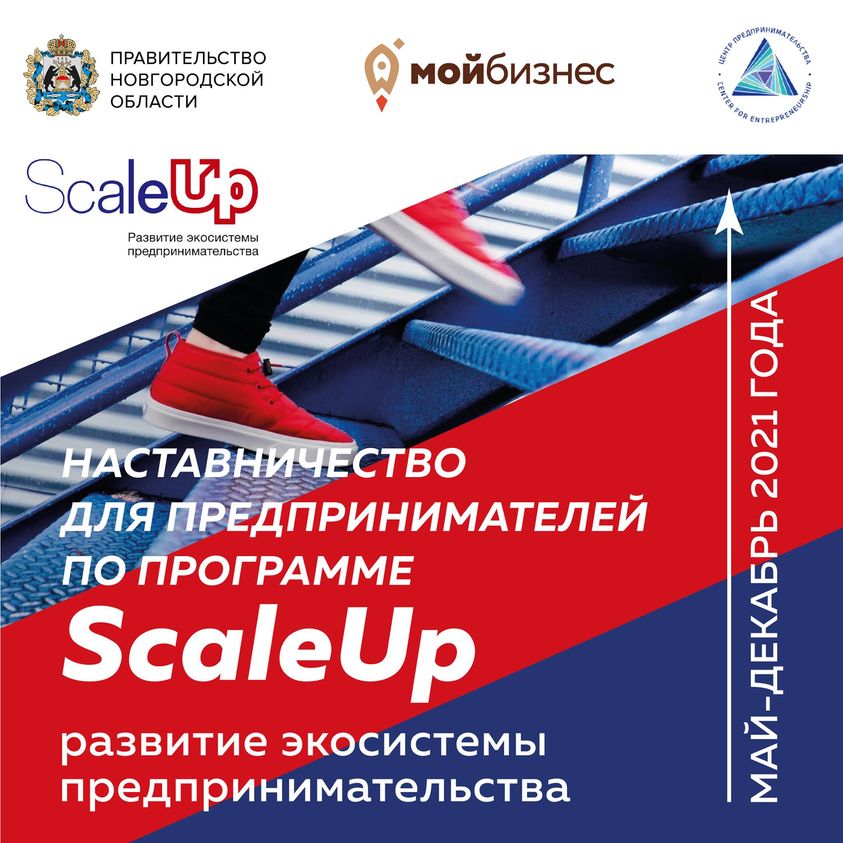 ПРАВИТЕЛЬСТВО
НОВГОРОДСКОЙ
ОБЛАСТИ
мойбизнес
ЦЕНТР ПРЕДПРИНИМАТЕЛЬСТВА
CENTER FOR ENTREPRENEURSHIP
ScaleUp
Развитие экосистемы
предпринимательства
НАСТАВНИЧЕСТВО
ДЛЯ ПРЕДПРИНИМАТЕЛЕЙ
ПО ПРОГРАММЕ
ScaleUp
развитие экосистемы
предпринимательства
МАЙ-ДЕКАБРЬ 2021 ГОДА